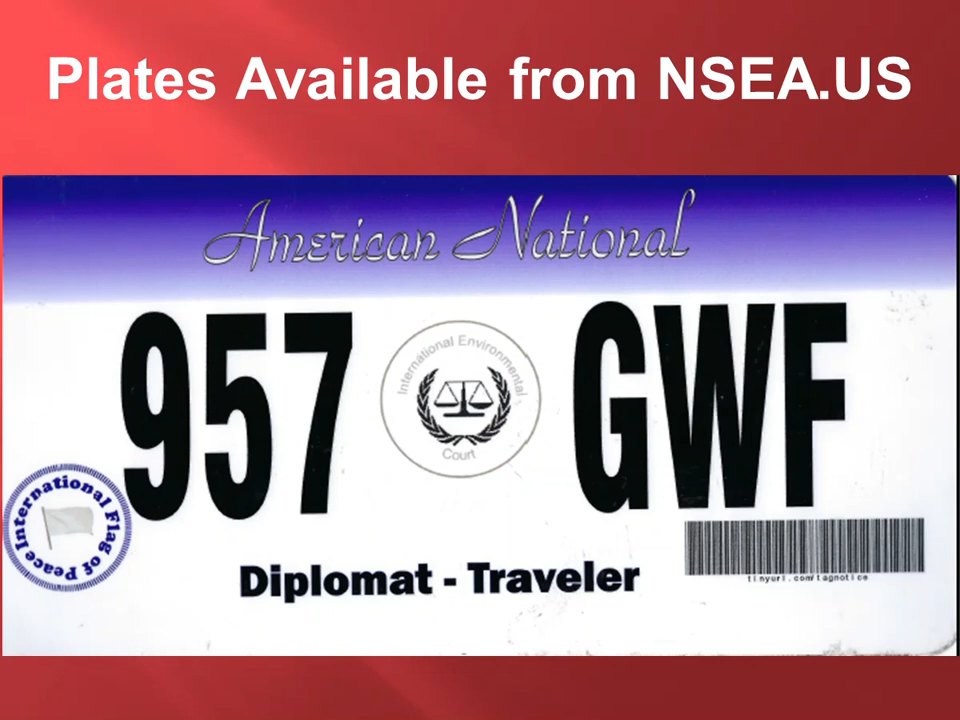 Plates Available from NSEA.US
American National
957 GWF
International Environmental
Court
International Flag of Peace
Diplomat - Traveler
tinyurl.com/tagnotice